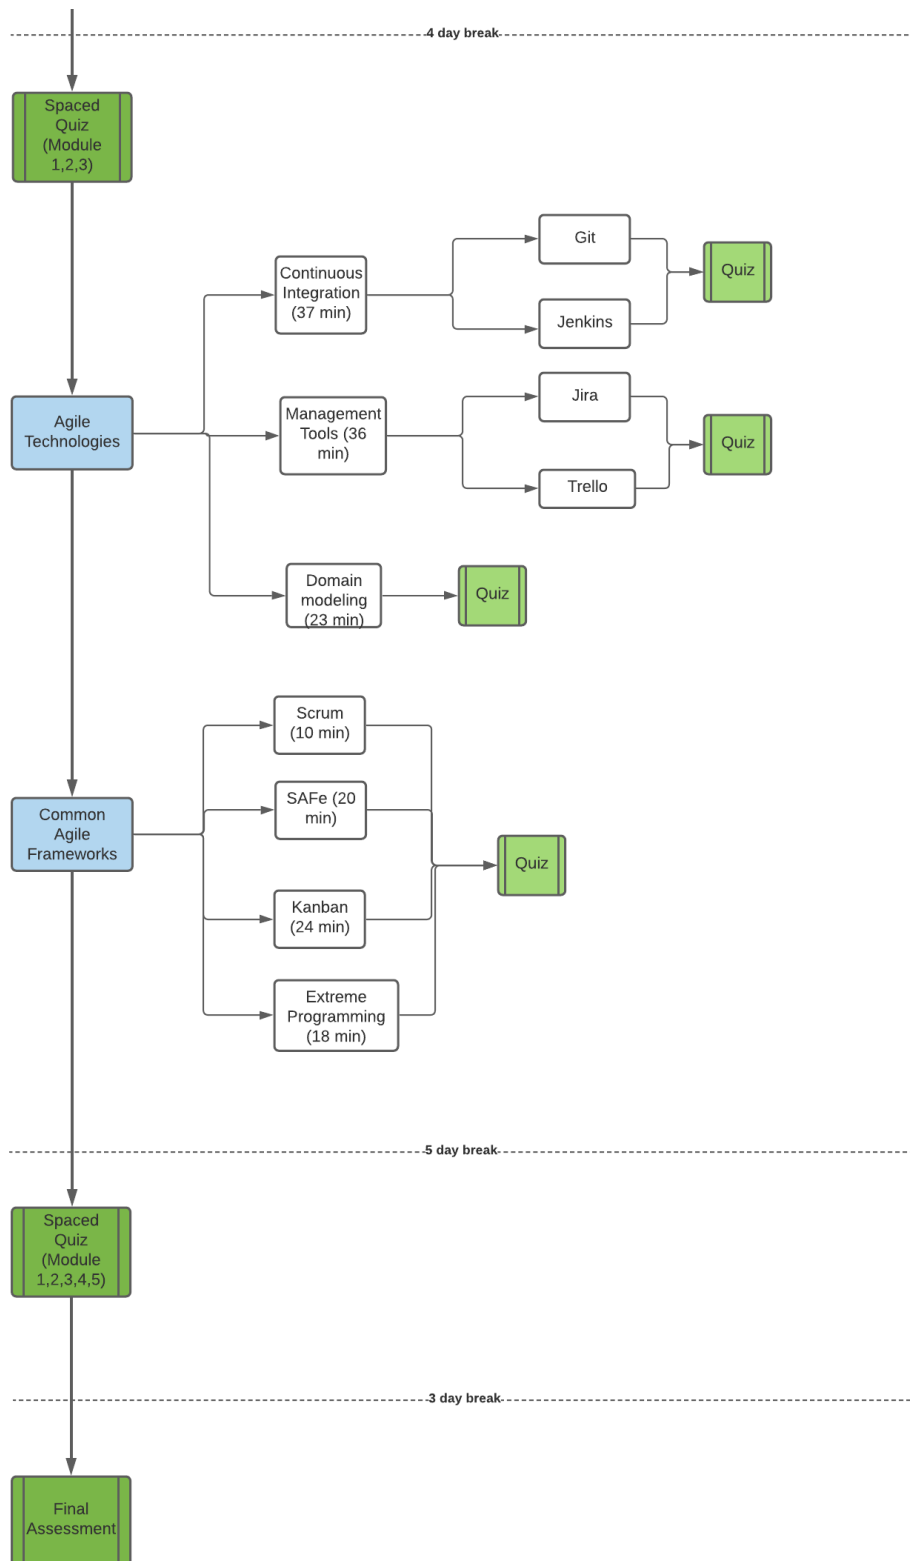 4 day break
Spaced
Quiz
(Module
1,2,3)
Git
Continuous
Integration
(37 min)
Quiz
Jenkins
Jira
Agile
Technologies
Management
Tools (36
min)
Quiz
Trello
Domain
modeling
(23 min)
Quiz
Scrum
(10 min)
SAFe (20
min)
Common
Agile
Frameworks
Quiz
Kanban
(24 min)
Extreme
Programming
(18 min)
5 day break
Spaced
Quiz
(Module
1,2,3,4,5)
3 day break
Final
Assessment